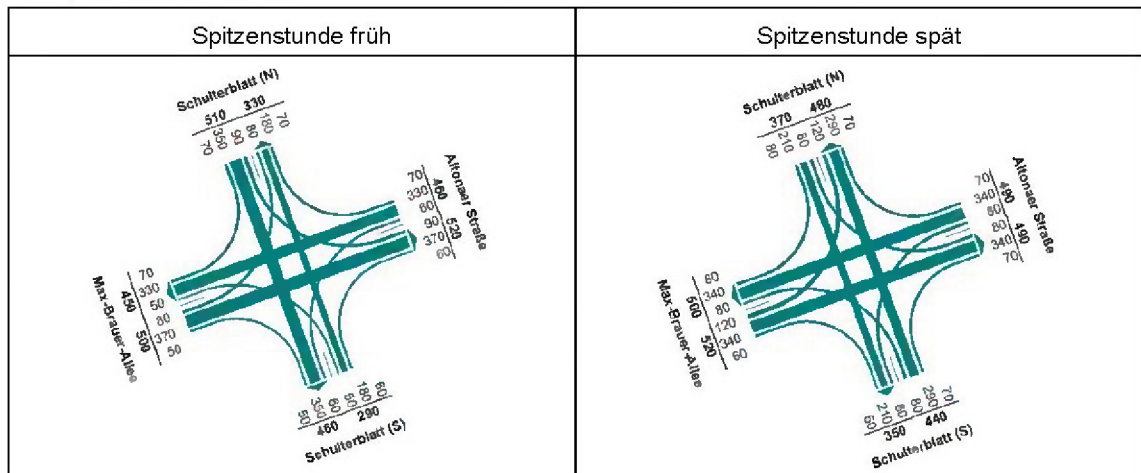 Spitzenstunde früh
Schulterblatt (N)
510 330
70 350 90 80 180 70
Altonaer Straße
460 520
70 330 60 90 370 60
Max-Brauer-Allee
450 500
70 330 50 80 370 50
50 350 60 50 180 60
460 290
Schulterblatt (S)
Spitzenstunde spät
Schulterblatt (N)
370 480
80 210 80 120 290 70
Altonaer Straße
490 490
70 340 80 80 340 70
Max-Brauer-Allee
500 520
80 340 80 120 340 60
60 210 80 80 290 70
350 440
Schulterblatt (S)